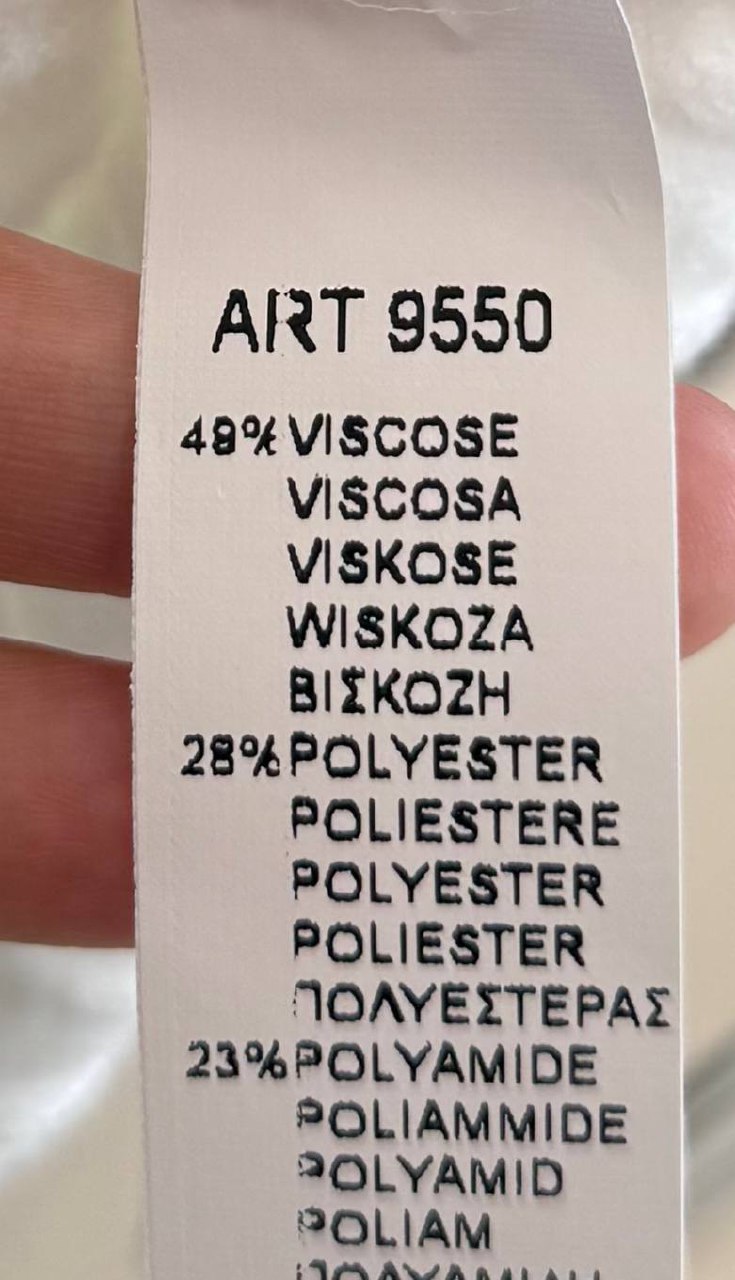 ART 9550
49% VISCOSE
VISCOSA
VISKOSE
WISKOZA
ΒΙΣΚΟΖΗ
28% POLYESTER
POLIESTERE
POLYESTER
POLIESTER
ΠΟΛΥΕΣΤΕΡΑΣ
23% POLYAMIDE
POLIAMMIDE
POLYAMID
POLIAM